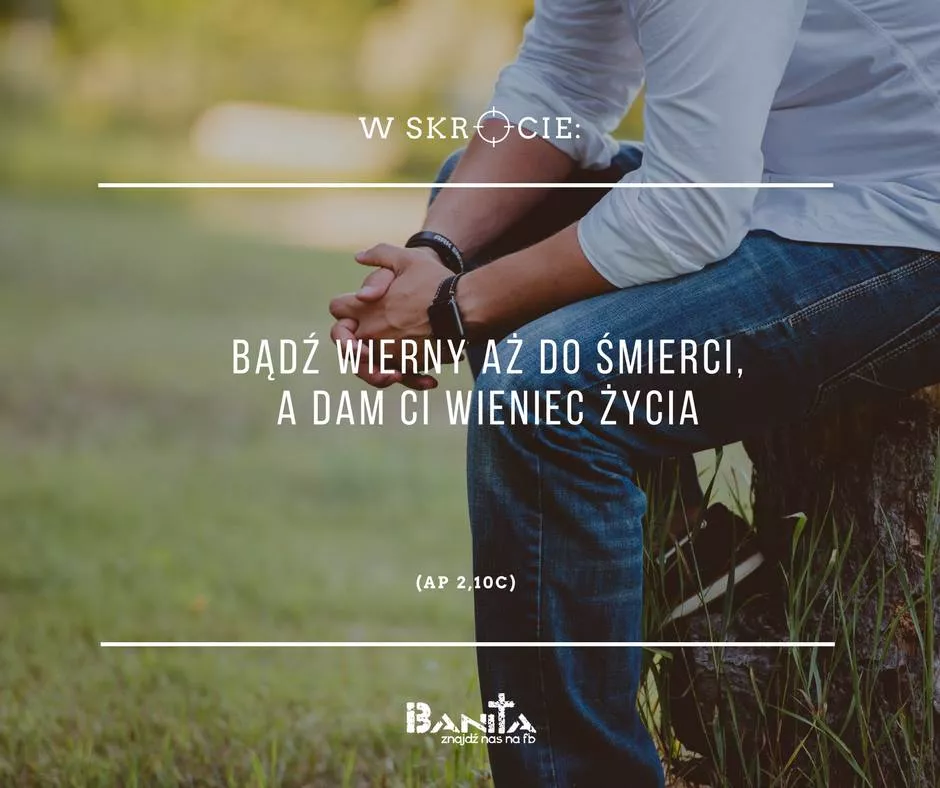 W SKRÓCIE:
BĄDŹ WIERNY AŻ DO ŚMIERCI,
A DAM CI WIENIEC ŻYCIA
(AP 2,10C)
BANITA
znajdź nas na fb